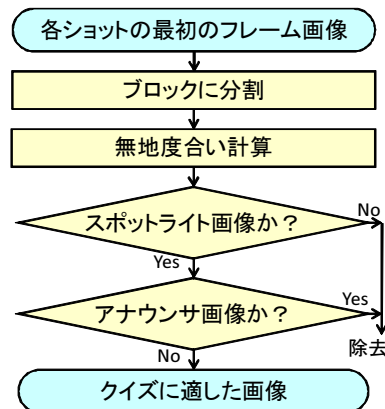 各ショットの最初のフレーム画像
ブロックに分割
無地度合い計算
スポットライト画像か？
No
Yes
アナウンサ画像か？
Yes
除去
No
クイズに適した画像